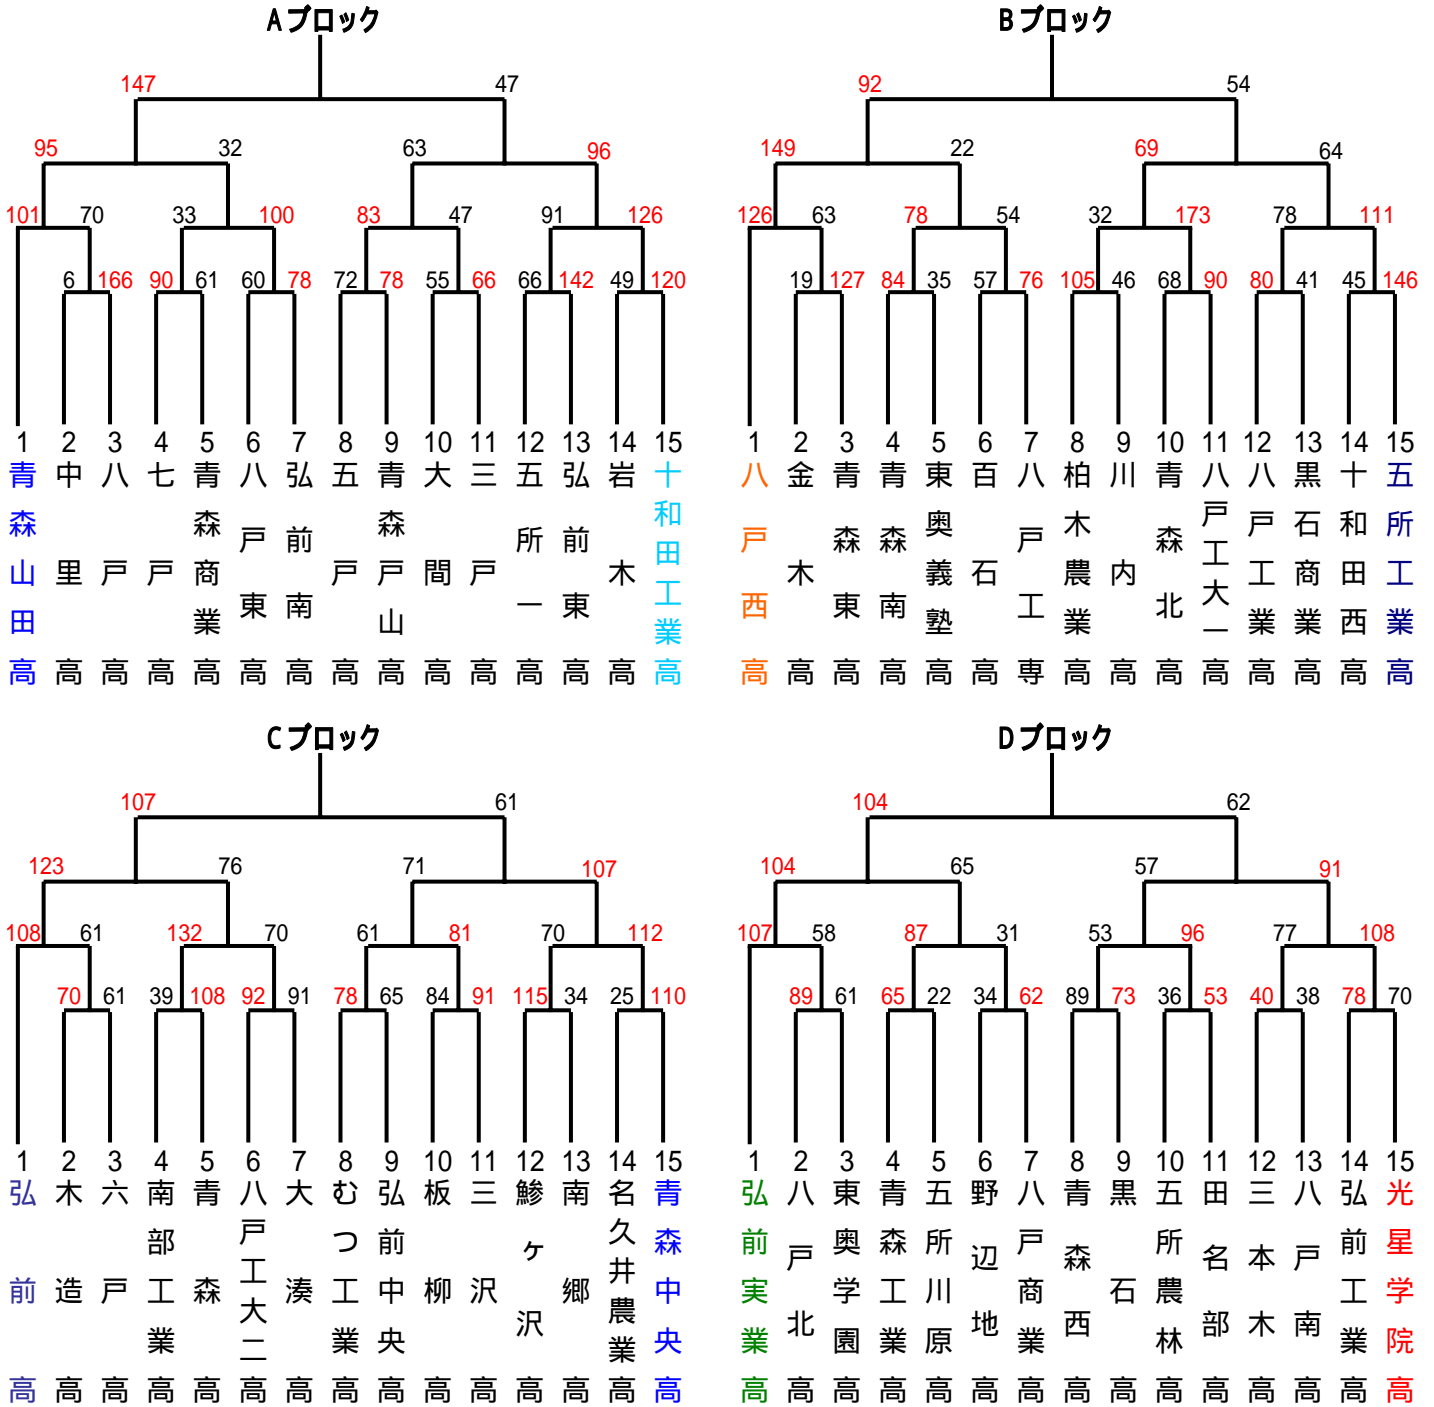 Aブロック
147 47
95 32 63 96
101 70 33 100 83 47 91 126
6 166 90 61 60 78 72 78 55 66 66 142 49 120
1 2 3 4 5 6 7 8 9 10 11 12 13 14 15
青森山田高
中里高
八戸高
七戸高
青森商業高
八戸東高
弘前南高
五戸高
青森戸山高
大間高
三戸高
五所一高
弘前東高
岩木高
十和田工業高
Bブロック
92 54
149 22 69 64
126 63 78 54 32 173 78 111
19 127 84 35 57 76 105 46 68 90 80 41 45 146
1 2 3 4 5 6 7 8 9 10 11 12 13 14 15
八戸西高
金木高
青森東高
青森南高
東奥義塾高
百石高
八戸工専
柏木農業高
川内高
青森北高
八戸工大一高
八戸工業高
黒石商業高
十和田西高
五所工業高
Cブロック
107 61
123 76 71 107
108 61 132 70 61 81 70 112
70 61 39 108 92 91 78 65 84 91 115 34 25 110
1 2 3 4 5 6 7 8 9 10 11 12 13 14 15
弘前高
木造高
六戸高
南部工業高
青森高
八戸工大二高
大湊高
むつ工業高
弘前中央高
板柳高
三沢高
鰺ヶ沢高
南郷高
名久井農業高
青森中央高
Dブロック
104 62
104 65 57 91
107 58 87 31 53 96 77 108
89 61 65 22 34 62 89 73 36 53 40 38 78 70
1 2 3 4 5 6 7 8 9 10 11 12 13 14 15
弘前実業高
八戸北高
東奥学園高
青森工業高
五所川原高
野辺地高
八戸商業高
青森西高
黒石高
五所農林高
田名部高
三本木高
八戸南高
弘前工業高
光星学院高